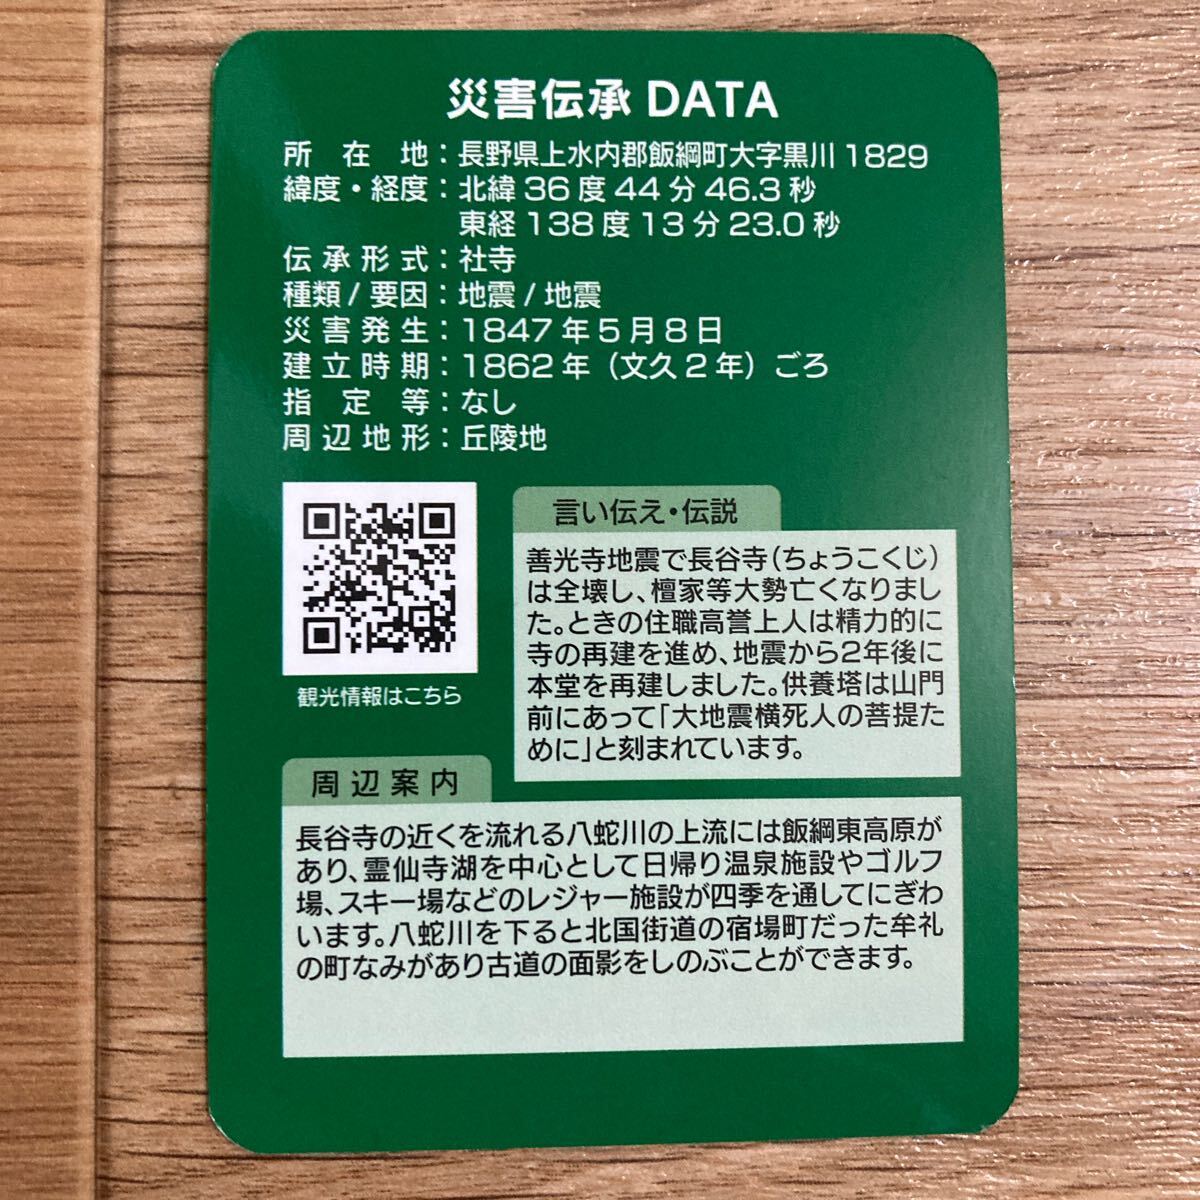 災害伝承 DATA
所在地：長野県上水内郡飯綱町大字黒川 1829
緯度・経度：北緯 36 度 44 分 46.3 秒
東経 138 度 13 分 23.0 秒
伝承形式：社寺
種類 / 要因：地震 / 地震
災害発生：1847 年 5 月 8 日
建立時期：1862 年（文久 2 年）ごろ
指定等：なし
周辺地形：丘陵地
観光情報はこちら
言い伝え・伝説
善光寺地震で長谷寺（ちょうこくじ）
は全壊し、檀家等大勢亡くなりまし
た。ときの住職高誉上人は精力的に
寺の再建を進め、地震から2年後に
本堂を再建しました。供養塔は山門
前にあって「大地震横死人の菩提た
めに」と刻まれています。
周辺案内
長谷寺の近くを流れる八蛇川の上流には飯綱東高原が
あり、霊仙寺湖を中心として日帰り温泉施設やゴルフ
場、スキー場などのレジャー施設が四季を通してにぎわ
います。八蛇川を下ると北国街道の宿場町だった牟礼
の町なみがあり古道の面影をしのぶことができます。